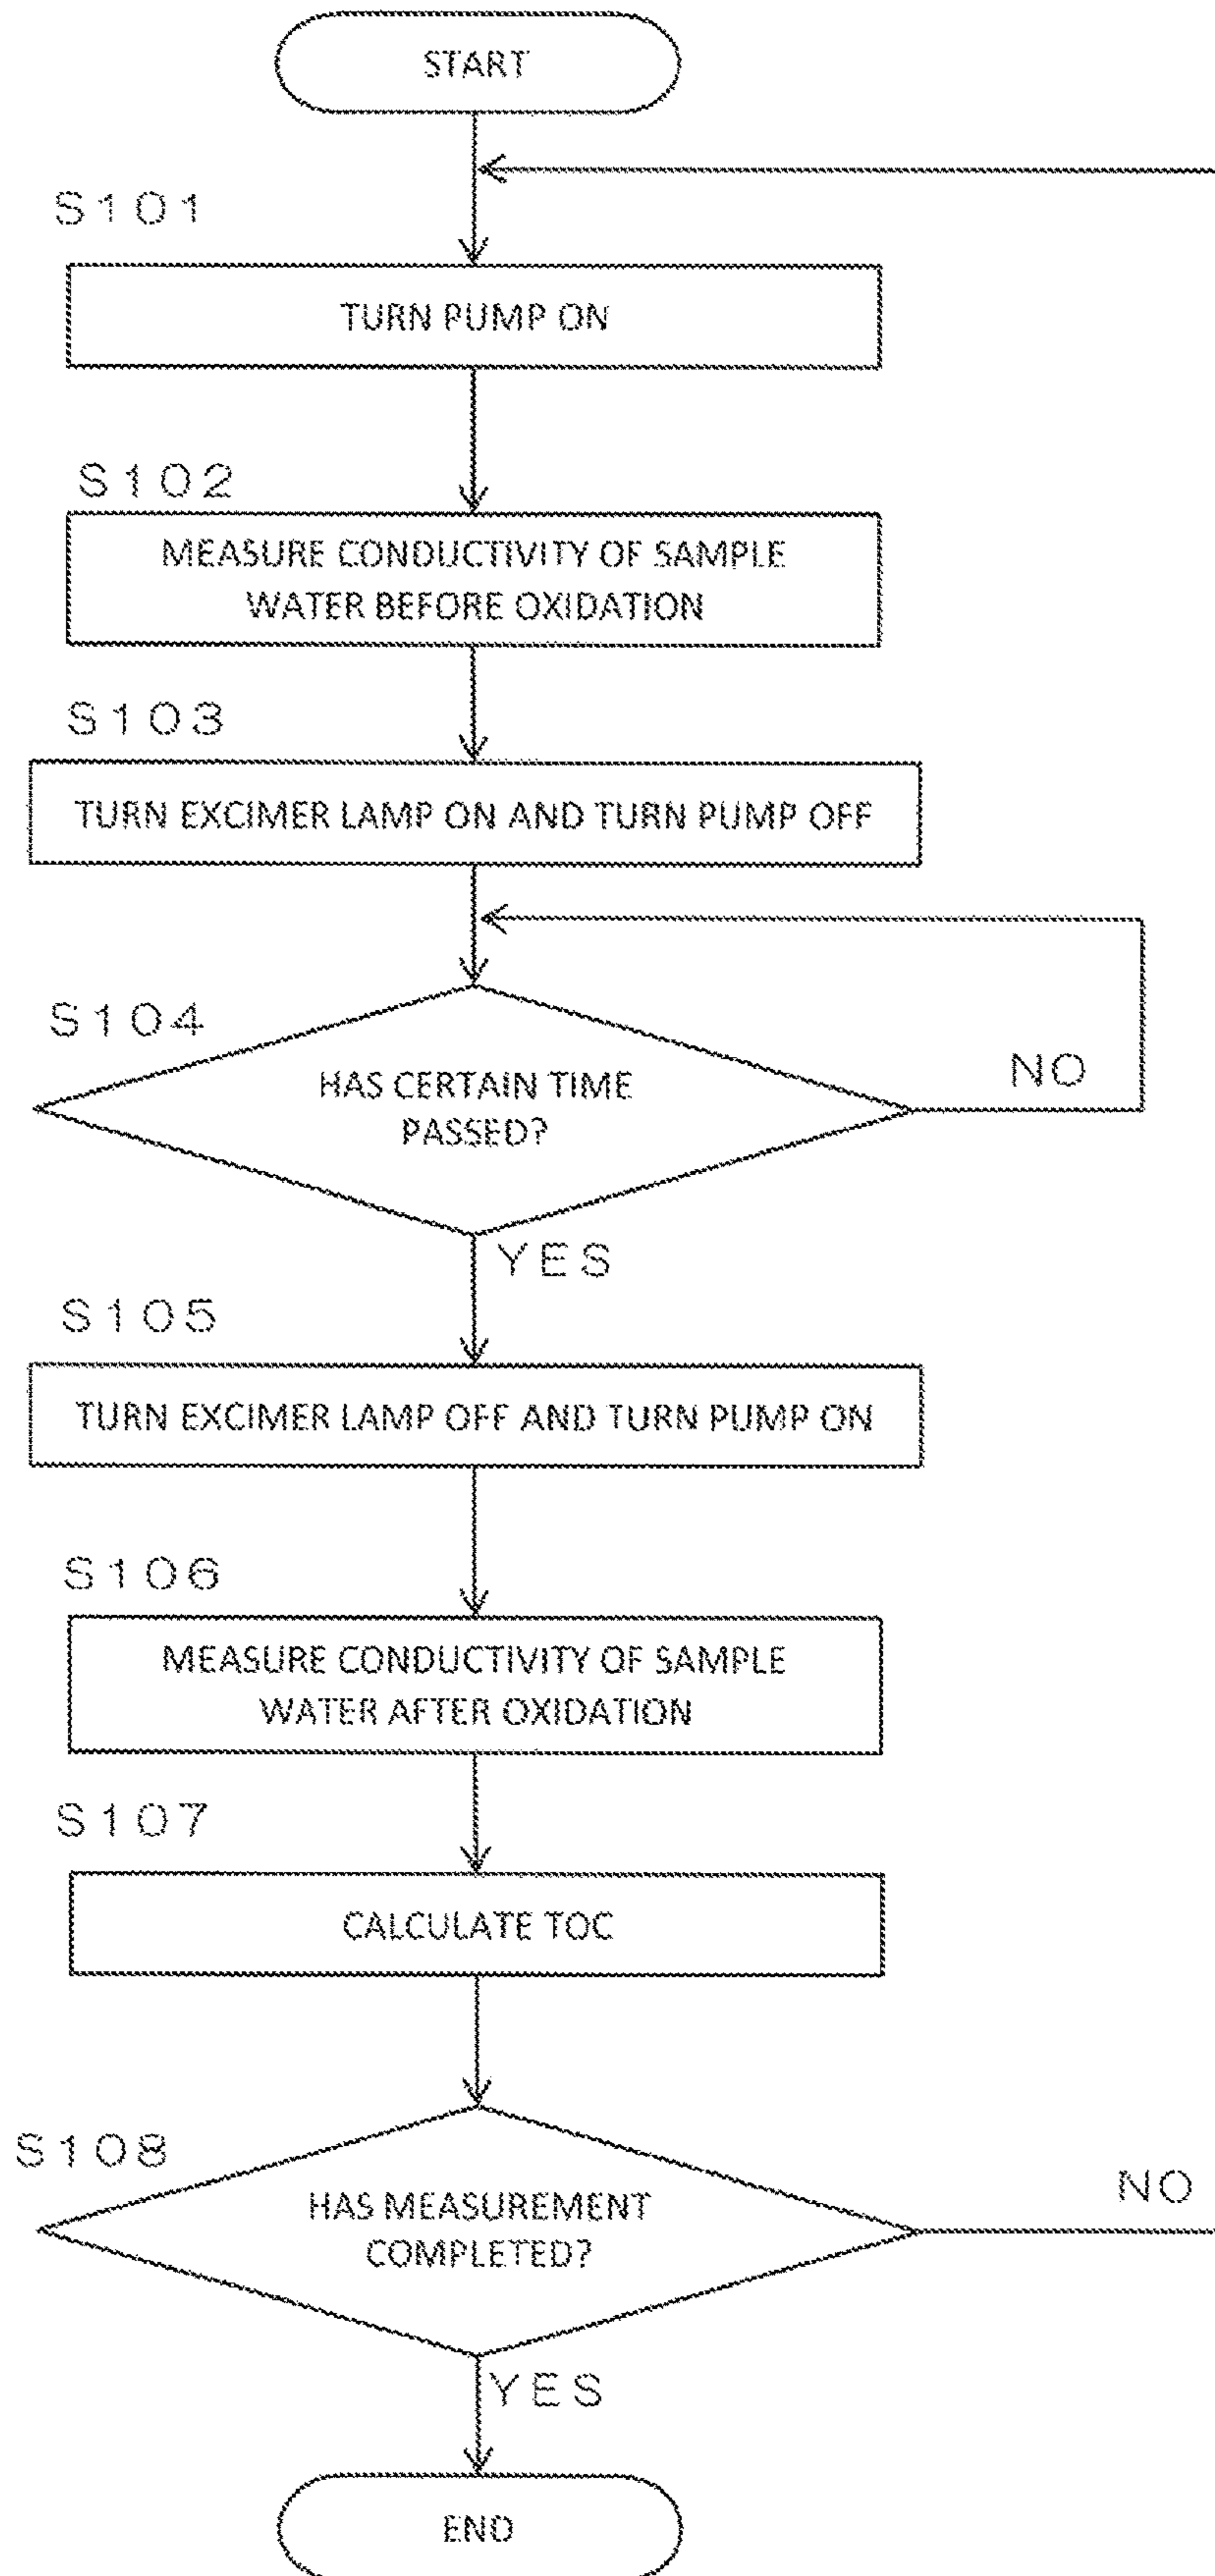 START
S101
TURN PUMP ON
S102
MEASURE CONDUCTIVITY OF SAMPLE
WATER BEFORE OXIDATION
S103
TURN EXCIMER LAMP ON AND TURN PUMP OFF
S104
HAS CERTAIN TIME
PASSED?
NO
YES
S105
TURN EXCIMER LAMP OFF AND TURN PUMP ON
S106
MEASURE CONDUCTIVITY OF SAMPLE
WATER AFTER OXIDATION
S107
CALCULATE TOC
S108
HAS MEASUREMENT
COMPLETED?
NO
YES
END